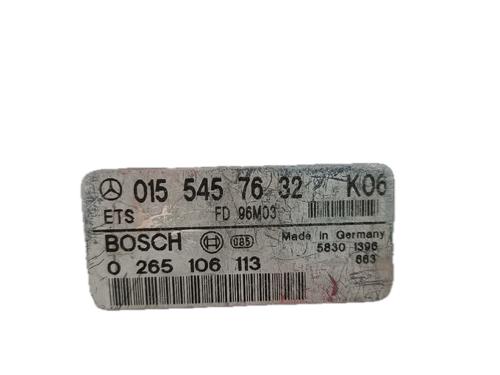 015 545 76 32 K06
ETS FD 96M03
BOSCH 085 Made in Germany
5830 1396
0 265 106 113 663